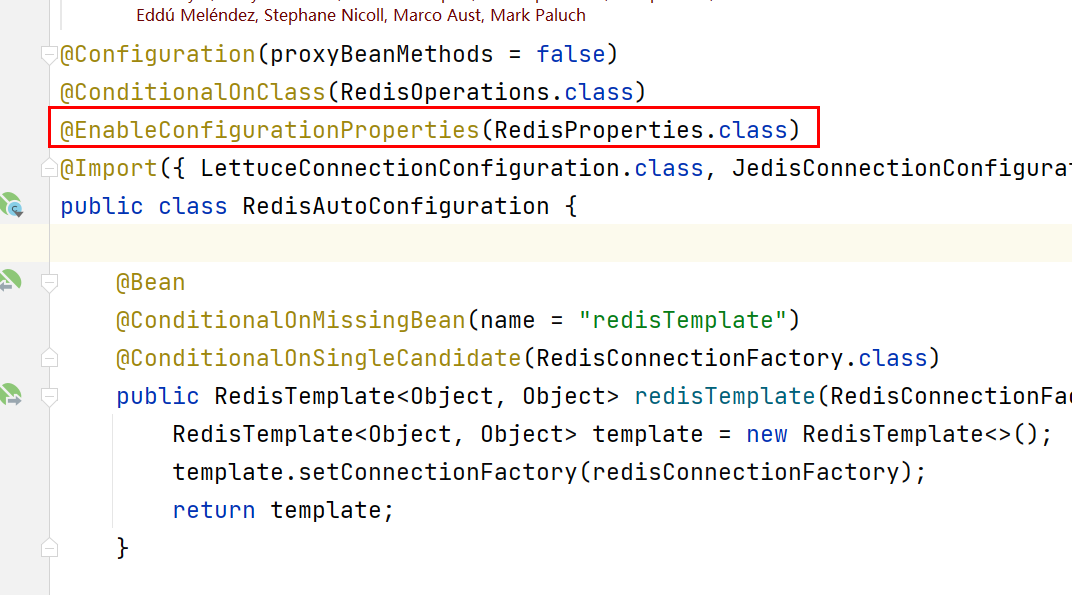 Eddú Meléndez, Stephane Nicoll, Marco Aust, Mark Paluch
@Configuration(proxyBeanMethods = false)
@ConditionalOnClass(RedisOperations.class)
@EnableConfigurationProperties(RedisProperties.class)
@Import({ LettuceConnectionConfiguration.class, JedisConnectionConfigurat
public class RedisAutoConfiguration {
@Bean
@ConditionalOnMissingBean(name = "redisTemplate")
@ConditionalOnSingleCandidate(RedisConnectionFactory.class)
public RedisTemplate<Object, Object> redisTemplate(RedisConnectionFac
RedisTemplate<Object, Object> template = new RedisTemplate<>();
template.setConnectionFactory(redisConnectionFactory);
return template;
}